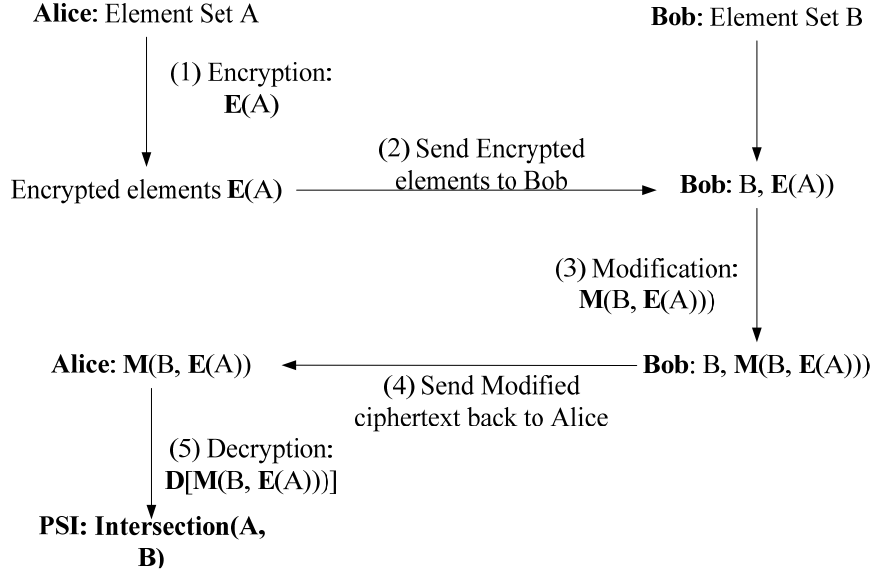 Alice: Element Set A
Bob: Element Set B
(1) Encryption:
E(A)
(2) Send Encrypted
elements to Bob
Encrypted elements E(A)
Bob: B, E(A))
(3) Modification:
M(B, E(A)))
Alice: M(B, E(A))
Bob: B, M(B, E(A)))
(4) Send Modified
ciphertext back to Alice
(5) Decryption:
D[M(B, E(A)))]
PSI: Intersection(A,
B)